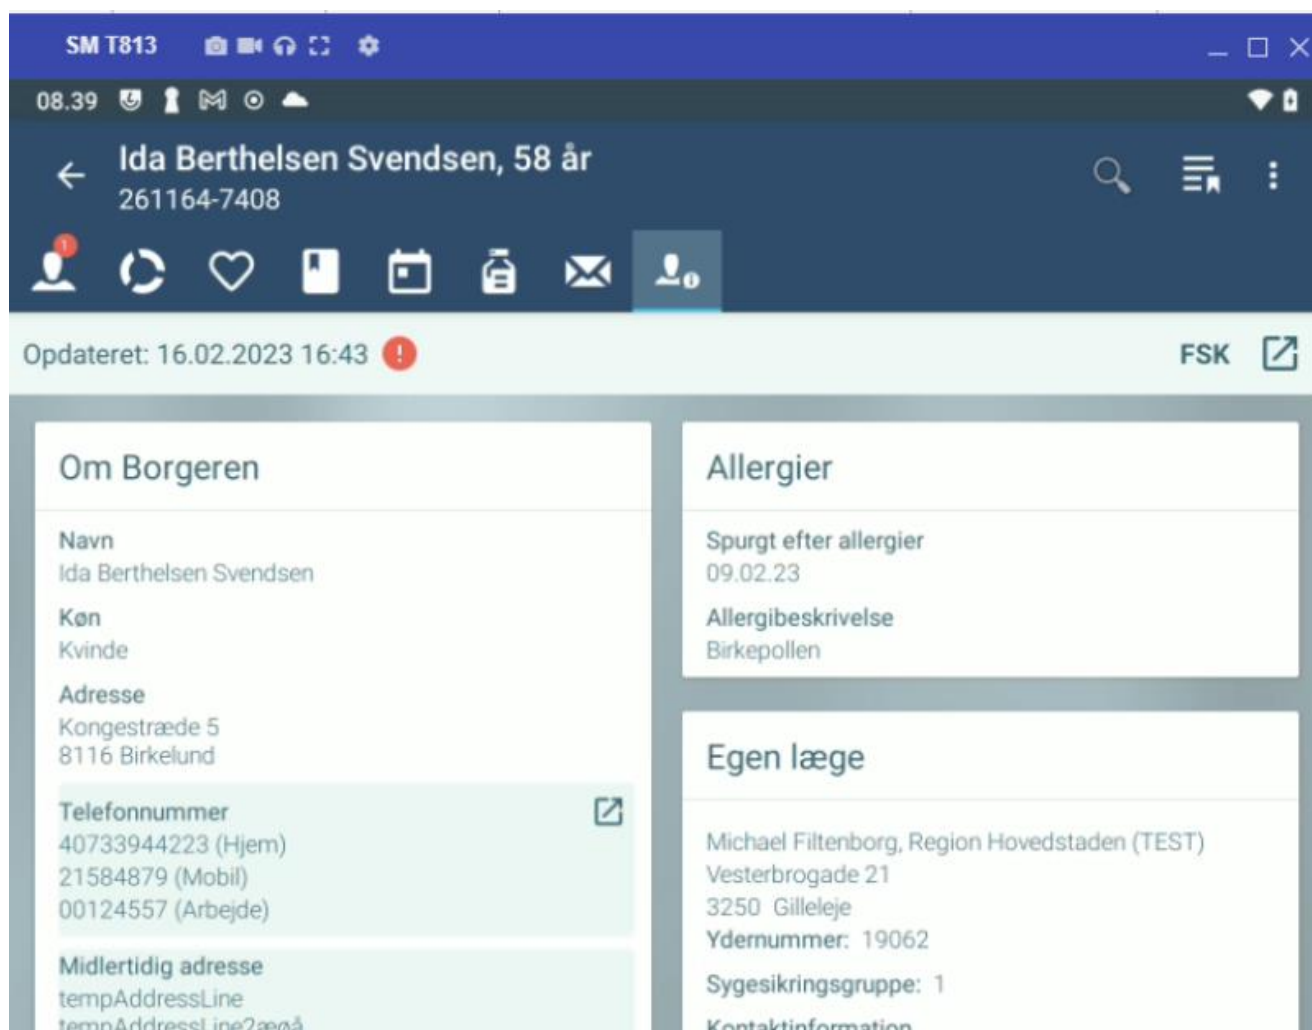 SM T813
08.39
Ida Berthelsen Svendsen, 58 år
261164-7408
1
Opdateret: 16.02.2023 16:43
FSK
Om Borgeren
Navn
Ida Berthelsen Svendsen
Køn
Kvinde
Adresse
Kongestræde 5
8116 Birkelund
Telefonnummer
40733944223 (Hjem)
21584879 (Mobil)
00124557 (Arbejde)
Midlertidig adresse
tempAddressLine
tempAddressLine2æøå
Allergier
Spurgt efter allergier
09.02.23
Allergibeskrivelse
Birkepollen
Egen læge
Michael Filtenborg, Region Hovedstaden (TEST)
Vesterbrogade 21
3250 Gilleleje
Ydernummer: 19062
Sygesikringsgruppe: 1
Kontaktinformation